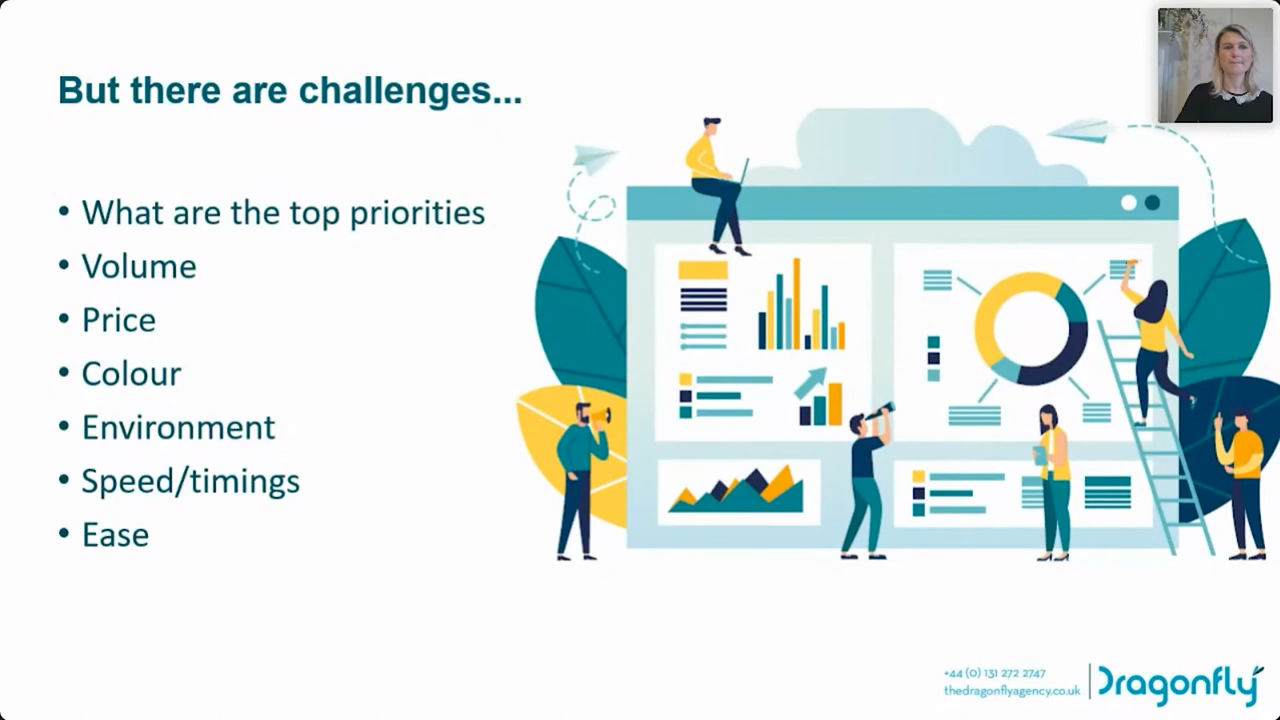 But there are challenges...
• What are the top priorities
• Volume
• Price
• Colour
• Environment
• Speed/timings
• Ease
+44 (0) 131 272 2747
thedragonflyagency.co.uk
Dragonfly